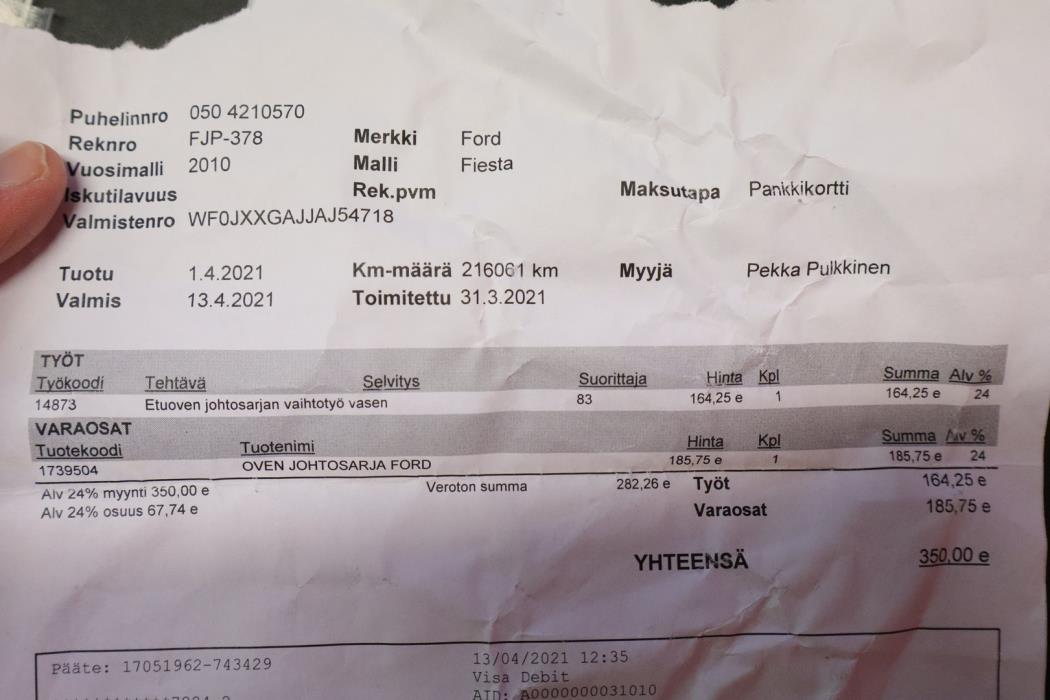 Puhelinnro 050 4210570
Reknro FJP-378 Merkki Ford
Vuosimalli 2010 Malli Fiesta
Iskutilavuus Rek.pvm Maksutapa Pankkikortti
Valmistenro WF0JXXGAJJAJ54718
Tuotu 1.4.2021 Km-määrä 216061 km Myyjä Pekka Pulkkinen
Valmis 13.4.2021 Toimitettu 31.3.2021
TYÖT
Työkoodi Tehtävä Selvitys Suorittaja Hinta Kpl Summa Alv %
14873 Etuoven johtosarjan vaihtotyö vasen 83 164,25 e 1 164,25 e 24
VARAOSAT
Tuotekoodi Tuotenimi Hinta Kpl Summa Alv %
1739504 OVEN JOHTOSARJA FORD 185,75 e 1 185,75 e 24
Alv 24% myynti 350,00 e Veroton summa 282,26 e Työt 164,25 e
Alv 24% osuus 67,74 e Varaosat 185,75 e
YHTEENSÄ 350,00 e
Pääte: 17051962-743429 13/04/2021 12:35
Visa Debit
AID: A0000000031010